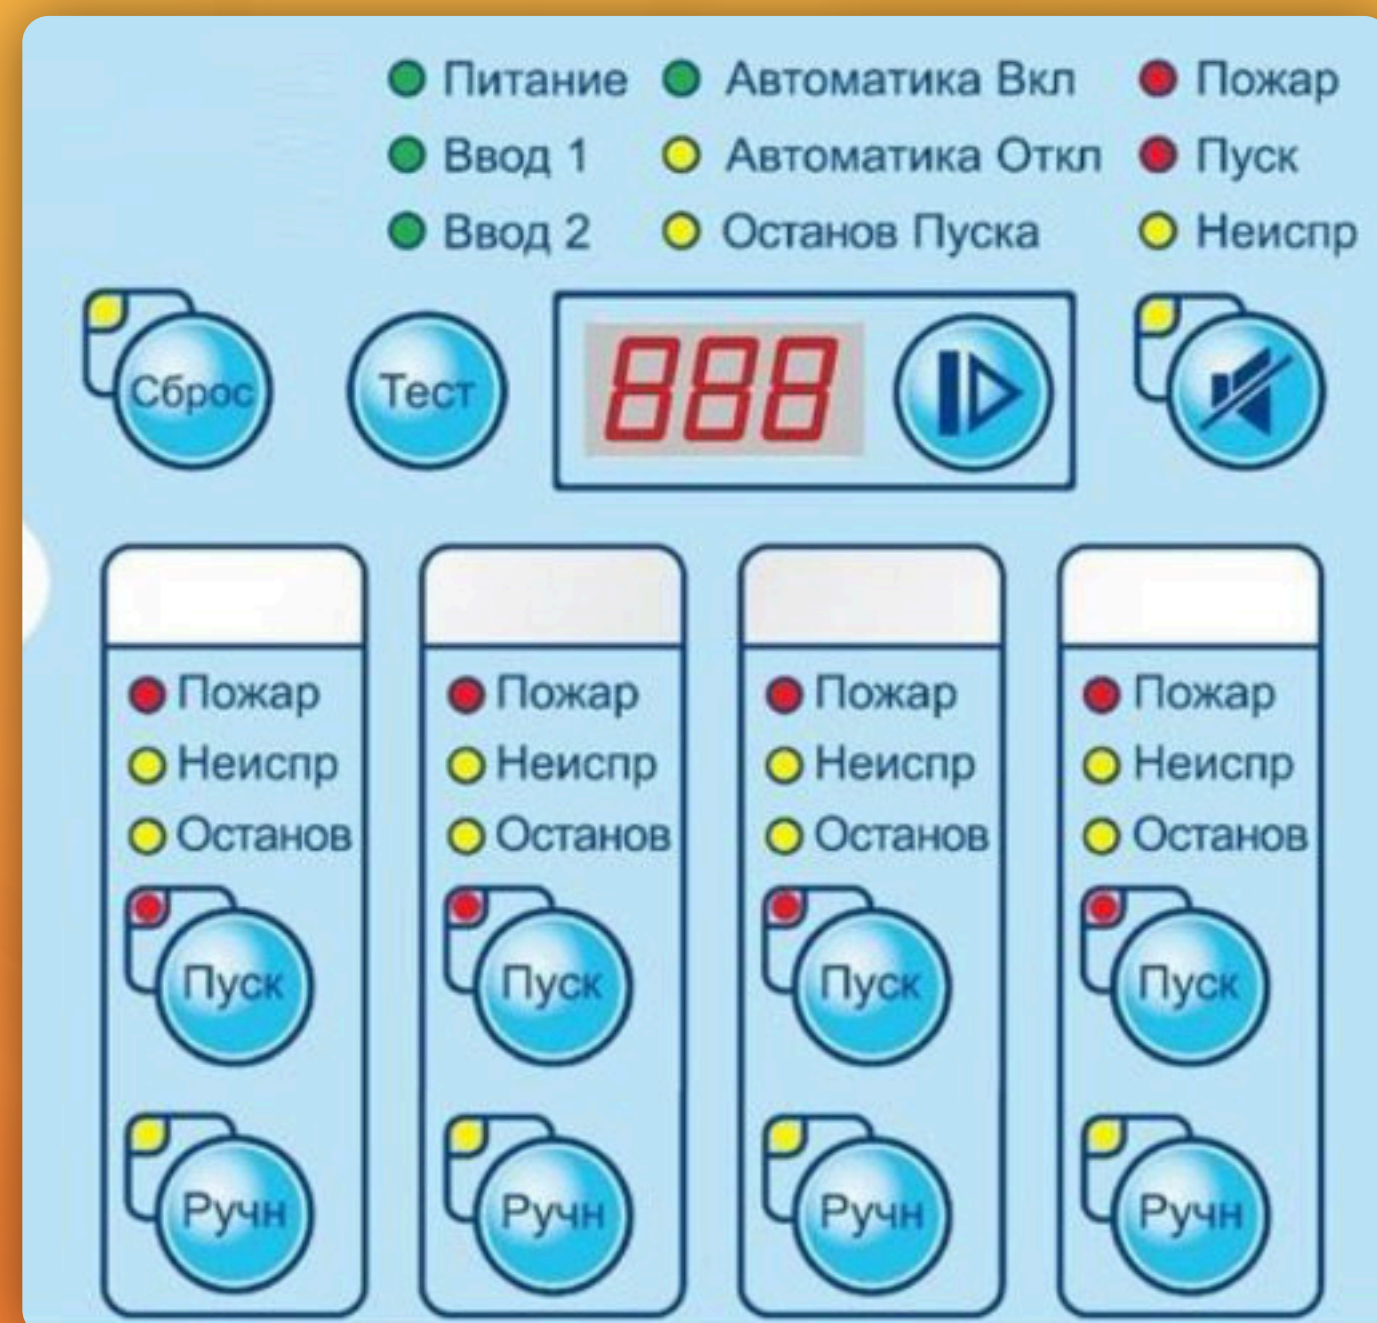 Питание Автоматика Вкл Пожар
Ввод 1 Автоматика Откл Пуск
Ввод 2 Останов Пуска Неиспр
Сброс Тест 888
Пожар Пожар Пожар Пожар
Неиспр Неиспр Неиспр Неиспр
Останов Останов Останов Останов
Пуск Пуск Пуск Пуск
Ручн Ручн Ручн Ручн